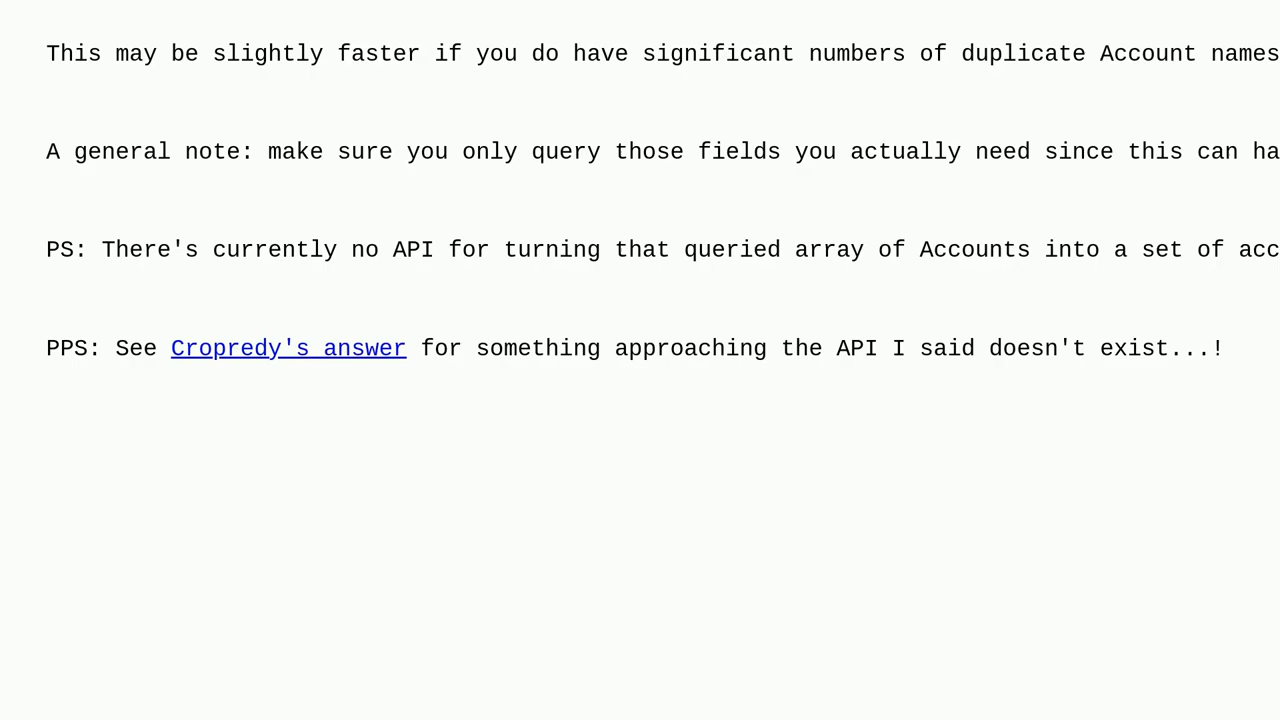 This may be slightly faster if you do have significant numbers of duplicate Account names
A general note: make sure you only query those fields you actually need since this can
PS: There's currently no API for turning that queried array of Accounts into a set of
PPS: See Cropredy's answer for something approaching the API I said doesn't exist...!